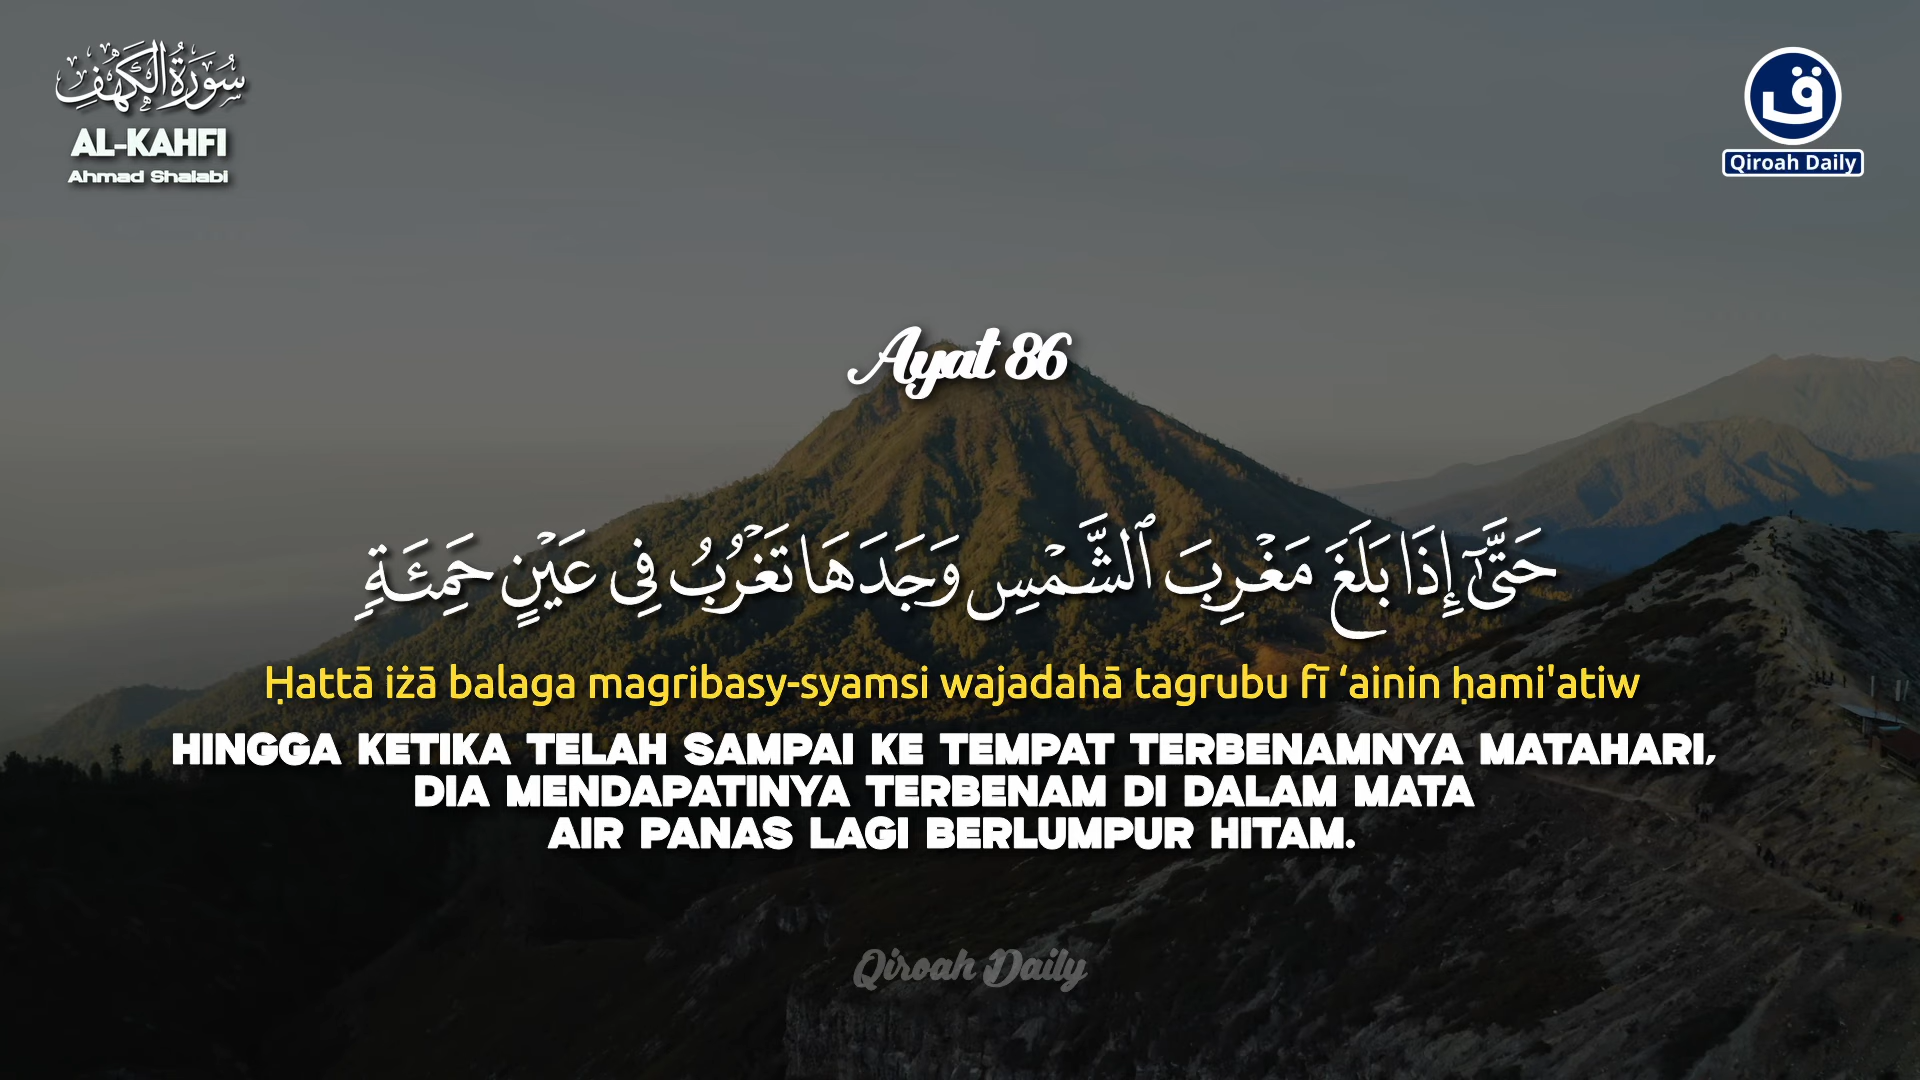 سُورَةُ الكَهْفِ
AL-KAHFI
Ahmad Shalabi
ق
Qiroah Daily
Ayat 86
حَتَّىٰٓ إِذَا بَلَغَ مَغْرِبَ ٱلشَّمْسِ وَجَدَهَا تَغْرُبُ فِى عَيْنٍ حَمِئَةٍ
Ḥattā iżā balaga magribasy-syamsi wajadahā tagrubu fī ‘ainin ḥami'atiw
HINGGA KETIKA TELAH SAMPAI KE TEMPAT TERBENAMNYA MATAHARI,
DIA MENDAPATINYA TERBENAM DI DALAM MATA
AIR PANAS LAGI BERLUMPUR HITAM.
Qiroah Daily